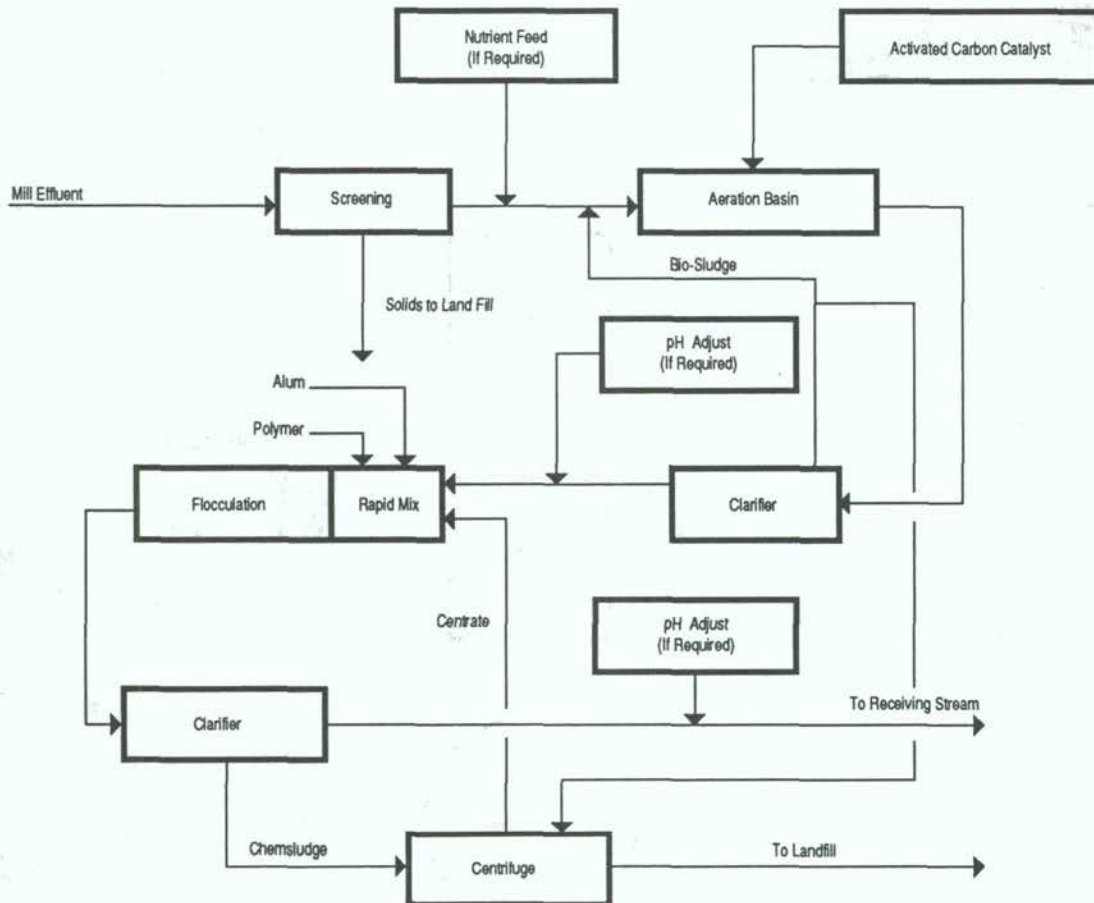 Nutrient Feed
(If Required)
Activated Carbon Catalyst
Mill Effluent
Screening
Aeration Basin
Bio-Sludge
Solids to Land Fill
pH Adjust
(If Required)
Alum
Polymer
Flocculation
Rapid Mix
Clarifier
Centrate
pH Adjust
(If Required)
To Receiving Stream
Clarifier
Chemsludge
Centrifuge
To Landfill